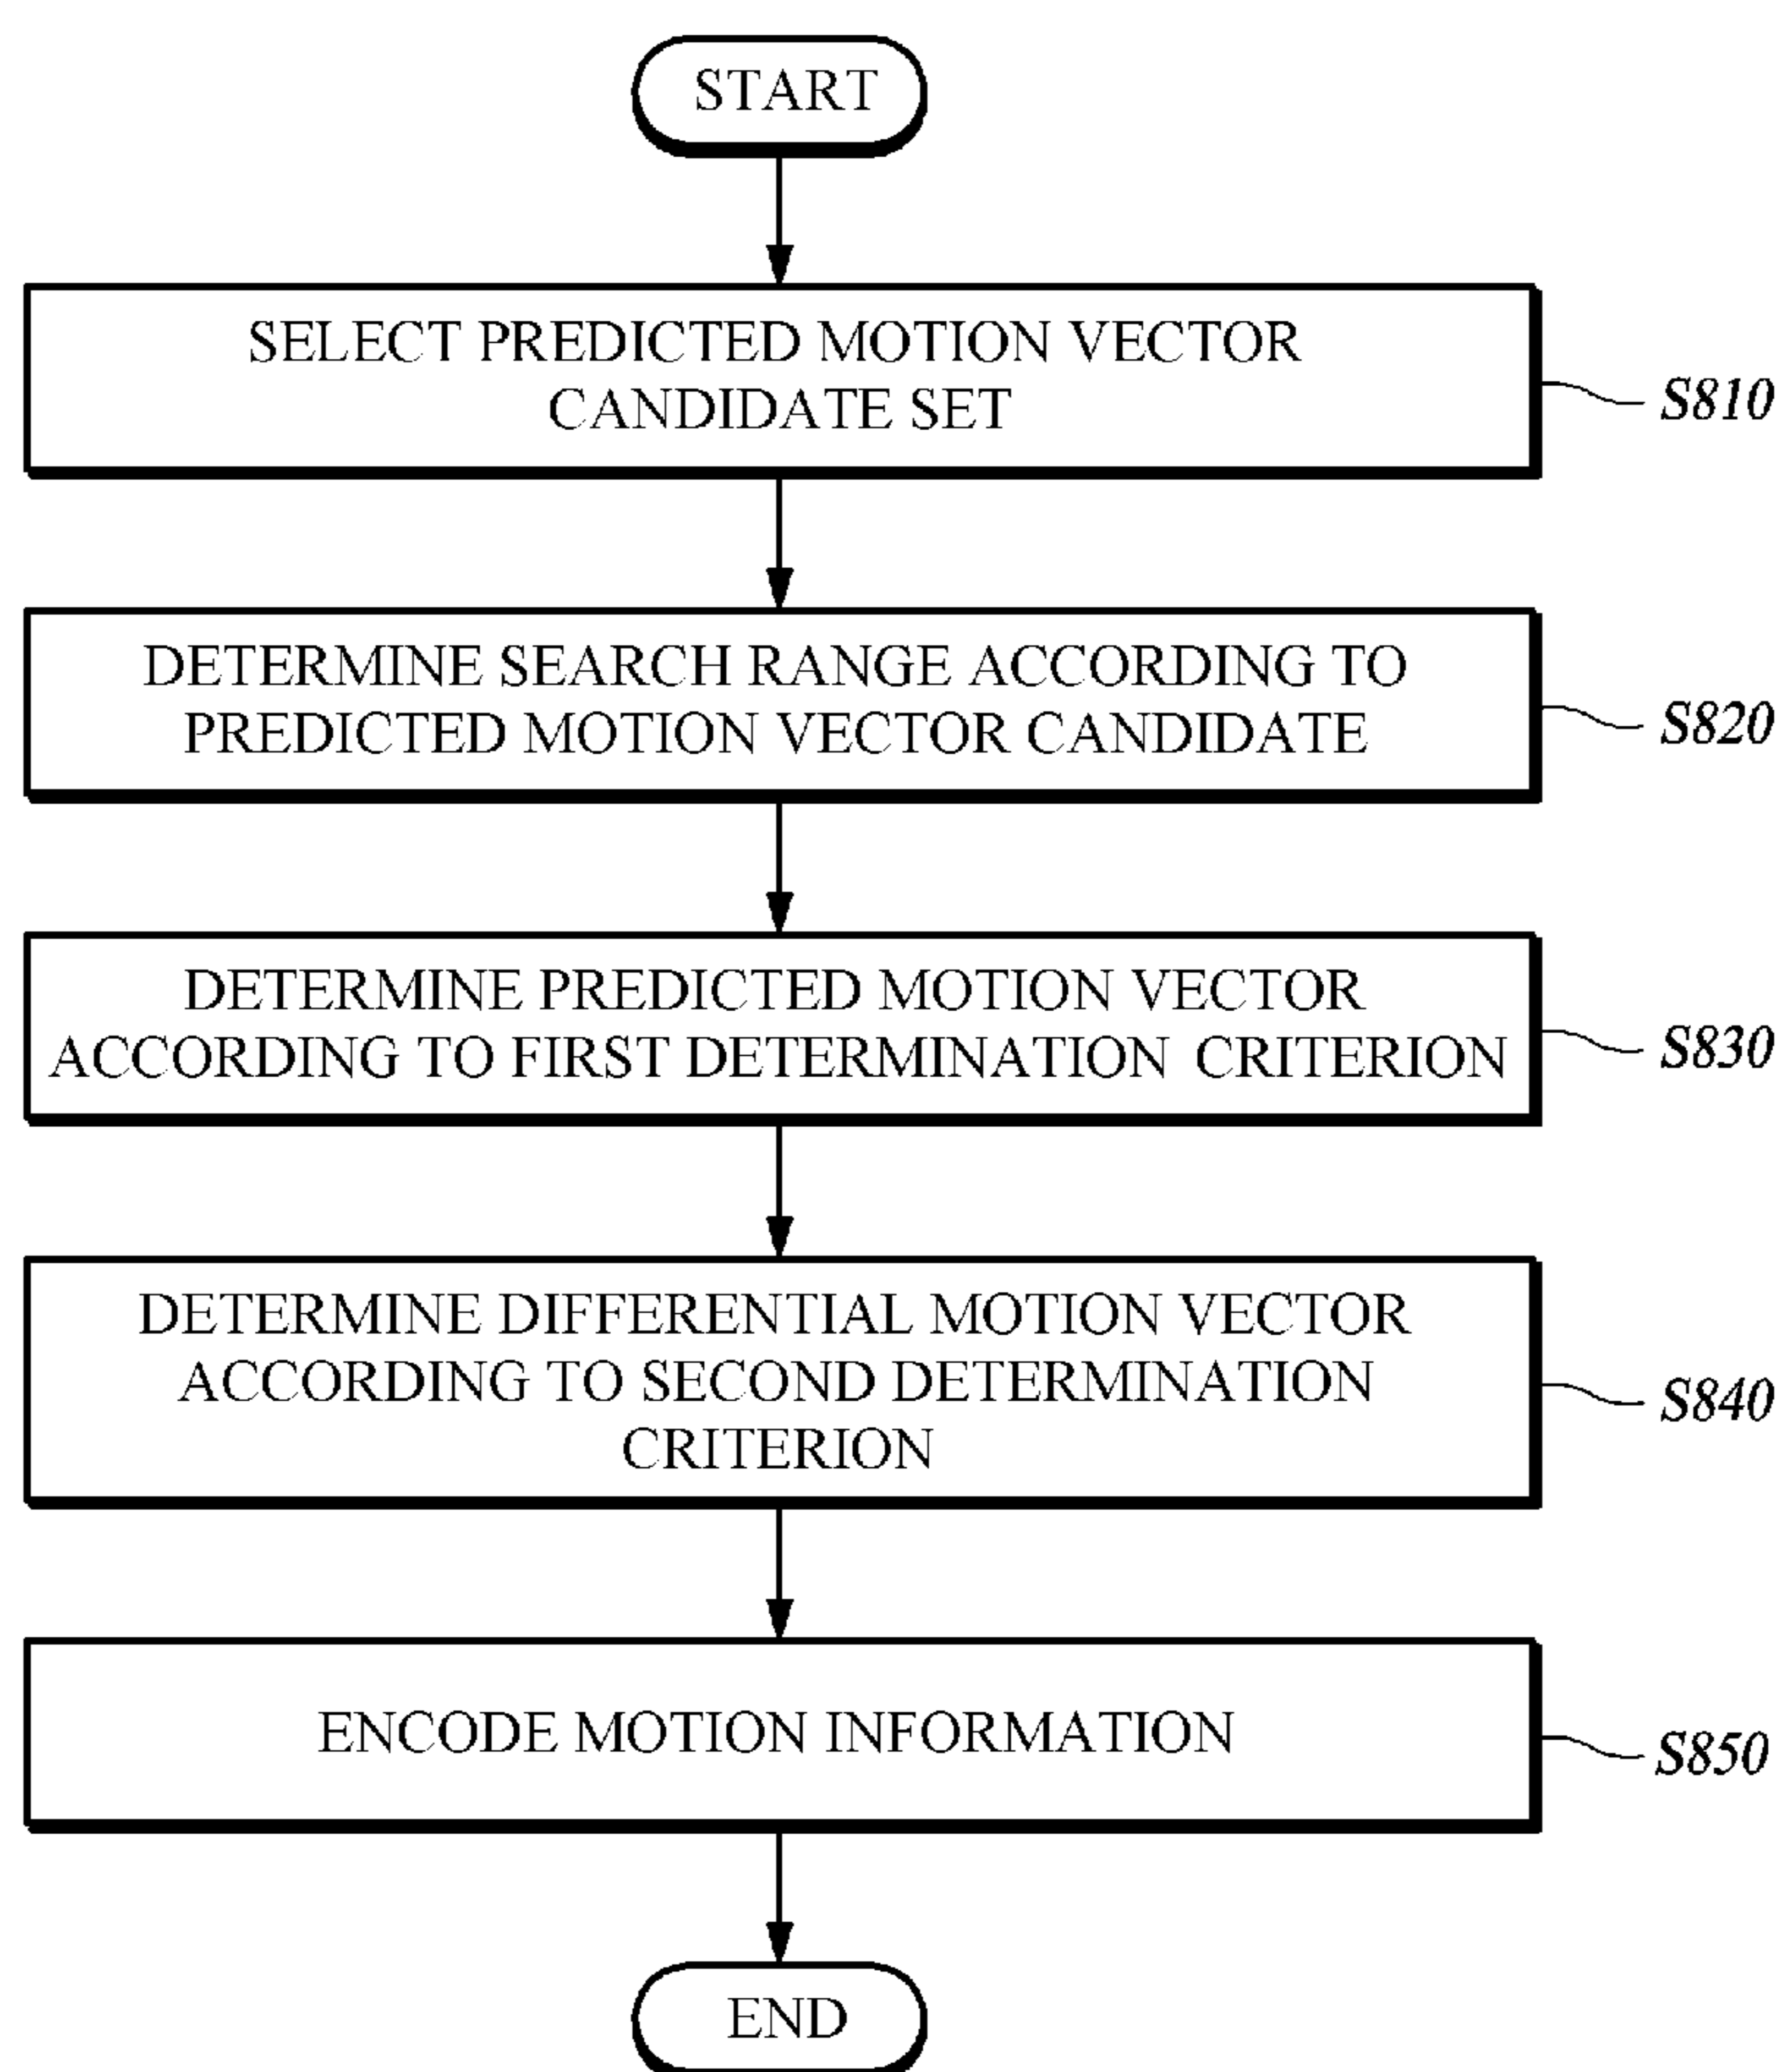 START
SELECT PREDICTED MOTION VECTOR
CANDIDATE SET
S810
DETERMINE SEARCH RANGE ACCORDING TO
PREDICTED MOTION VECTOR CANDIDATE
S820
DETERMINE PREDICTED MOTION VECTOR
ACCORDING TO FIRST DETERMINATION CRITERION
S830
DETERMINE DIFFERENTIAL MOTION VECTOR
ACCORDING TO SECOND DETERMINATION
CRITERION
S840
ENCODE MOTION INFORMATION
S850
END